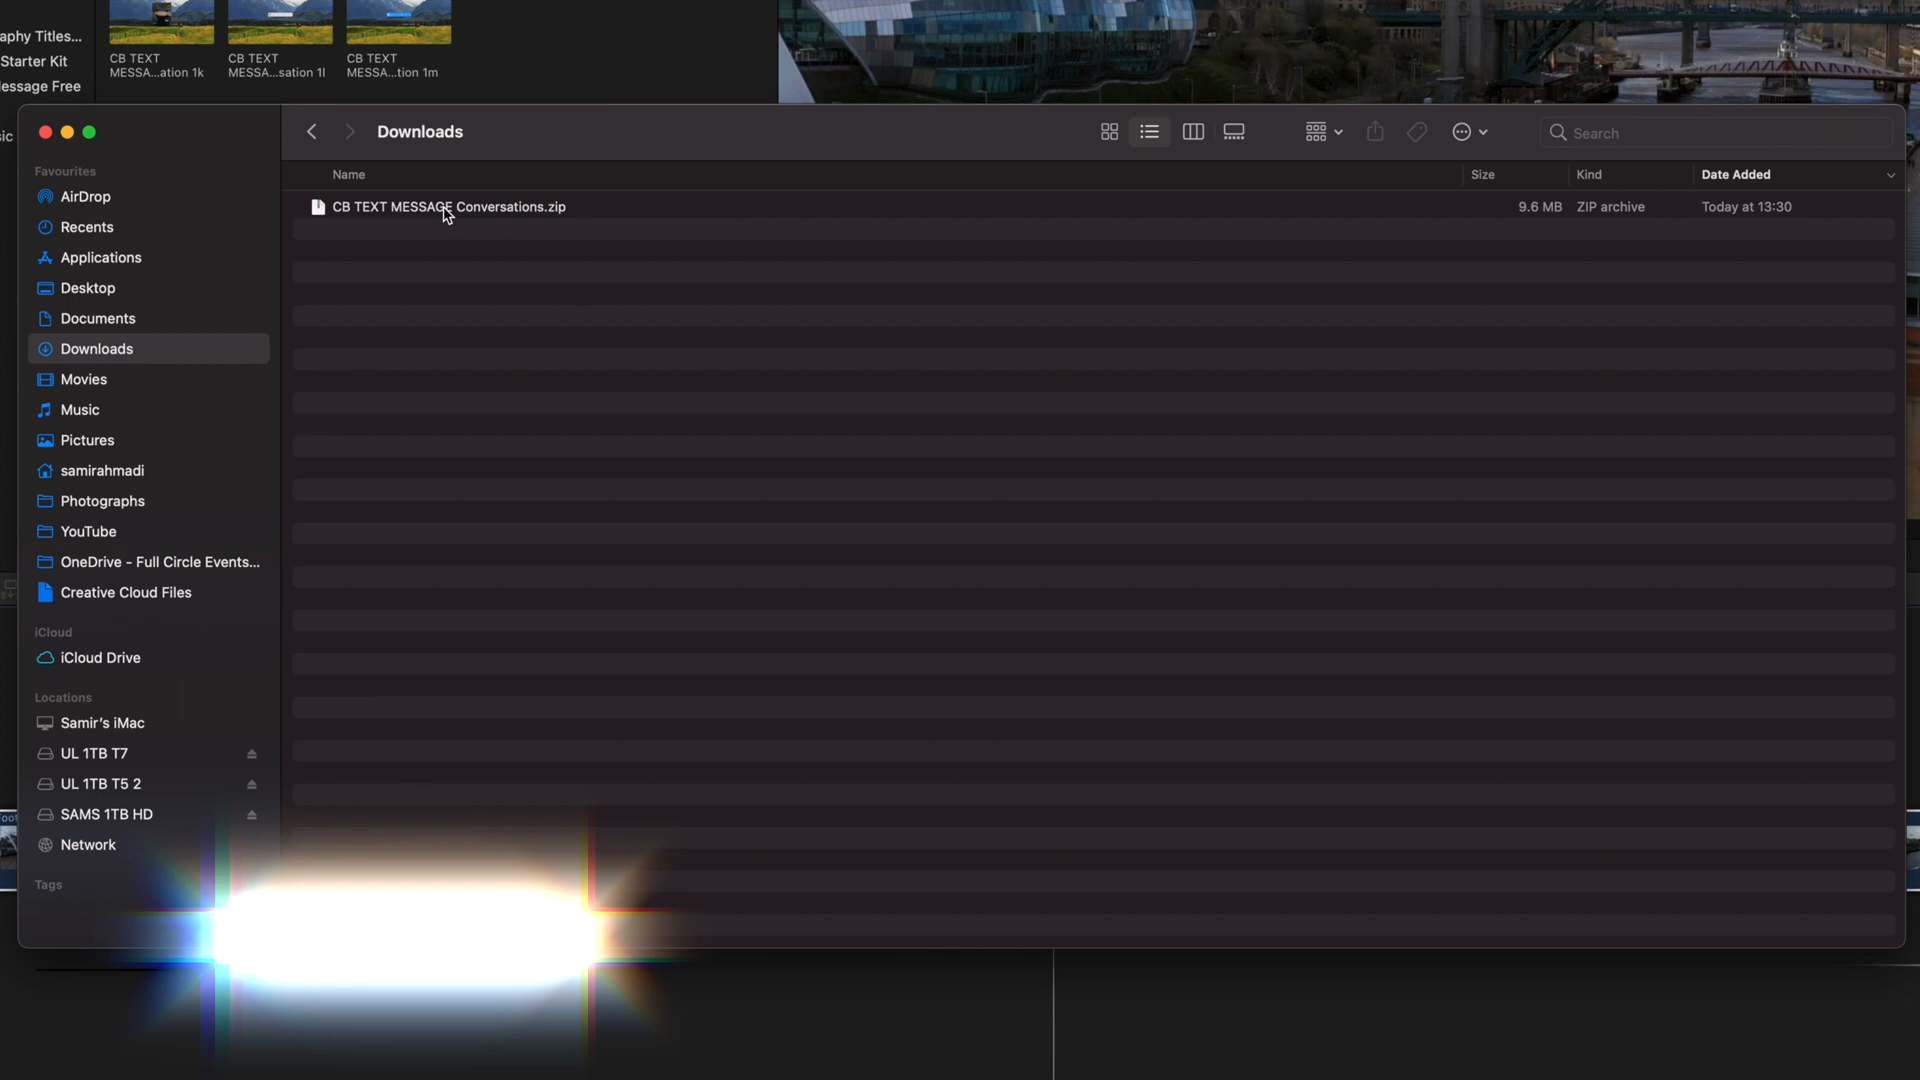 aphy Titles...
Starter Kit
essage Free
sic
CB TEXT
MESSA...ation 1k
CB TEXT
MESSA...sation 1l
CB TEXT
MESSA...tion 1m
Downloads
Search
Name
Size
Kind
Date Added
CB TEXT MESSAGE Conversations.zip
9.6 MB
ZIP archive
Today at 13:30
Favourites
AirDrop
Recents
Applications
Desktop
Documents
Downloads
Movies
Music
Pictures
samirahmadi
Photographs
YouTube
OneDrive - Full Circle Events...
Creative Cloud Files
iCloud
iCloud Drive
Locations
Samir's iMac
UL 1TB T7
UL 1TB T5 2
SAMS 1TB HD
Network
Tags
Foot